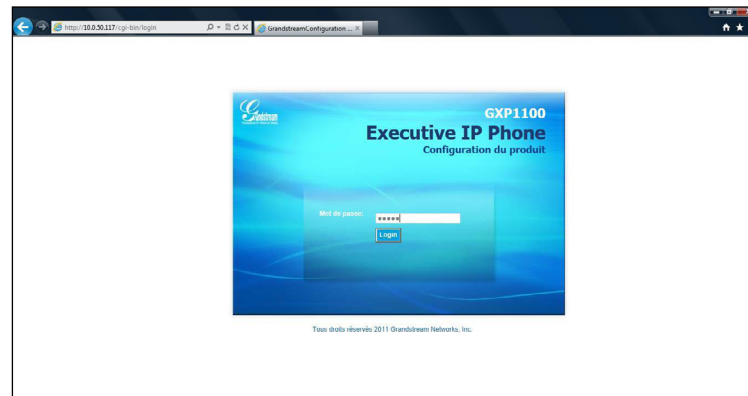 http://10.0.50.117/cgi-bin/login
GrandstreamConfiguration ...
Grandstream
GXP1100
Executive IP Phone
Configuration du produit
Mot de passe:
Login
Tous droits réservés 2011 Grandstream Networks, Inc.